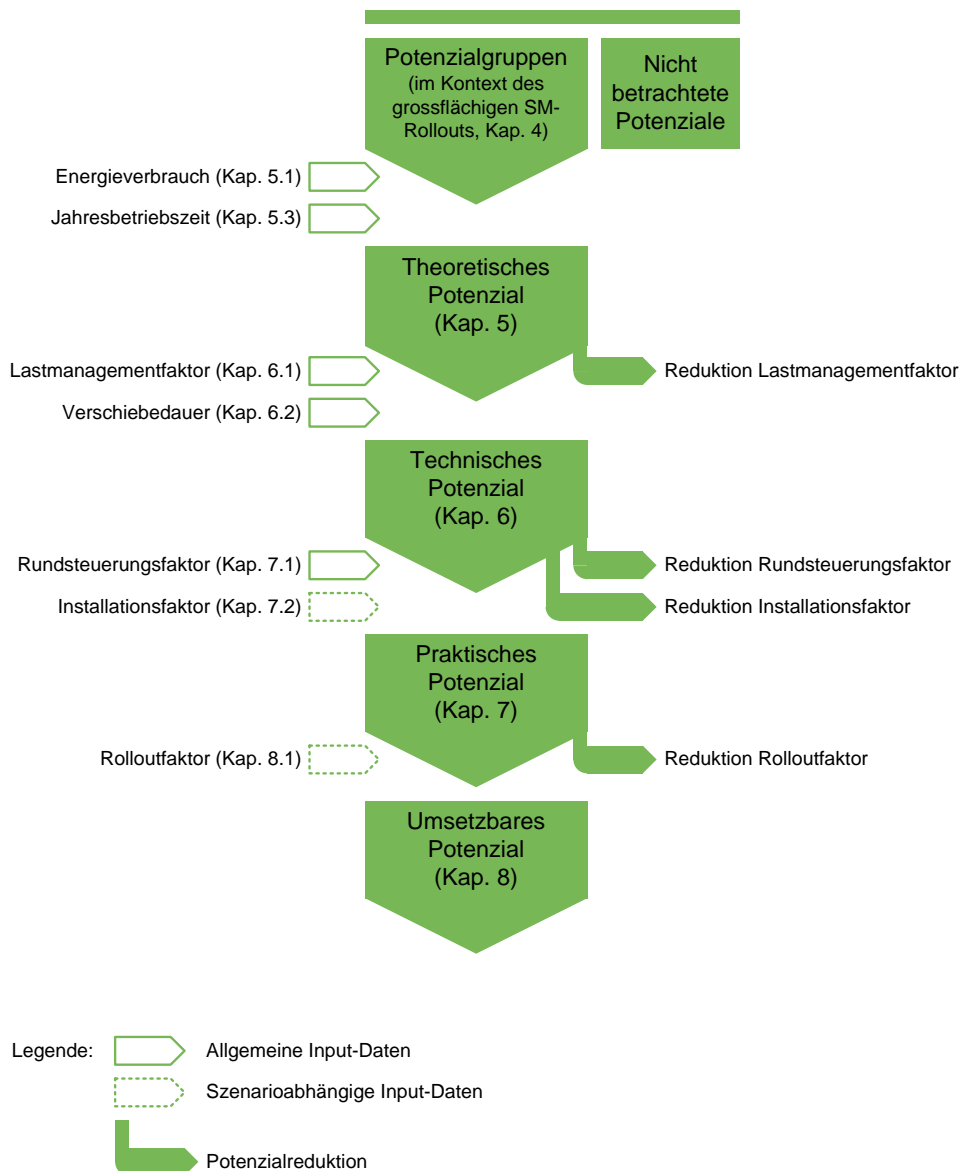 Potenzialgruppen
(im Kontext des
grossflächigen SM-
Rollouts, Kap. 4)
Nicht
betrachtete
Potenziale
Energieverbrauch (Kap. 5.1)
Jahresbetriebszeit (Kap. 5.3)
Theoretisches
Potenzial
(Kap. 5)
Lastmanagementfaktor (Kap. 6.1)
Reduktion Lastmanagementfaktor
Verschiebedauer (Kap. 6.2)
Technisches
Potenzial
(Kap. 6)
Rundsteuerungsfaktor (Kap. 7.1)
Reduktion Rundsteuerungsfaktor
Installationsfaktor (Kap. 7.2)
Reduktion Installationsfaktor
Praktisches
Potenzial
(Kap. 7)
Rolloutfaktor (Kap. 8.1)
Reduktion Rolloutfaktor
Umsetzbares
Potenzial
(Kap. 8)
Legende:
Allgemeine Input-Daten
Szenarioabhängige Input-Daten
Potenzialreduktion